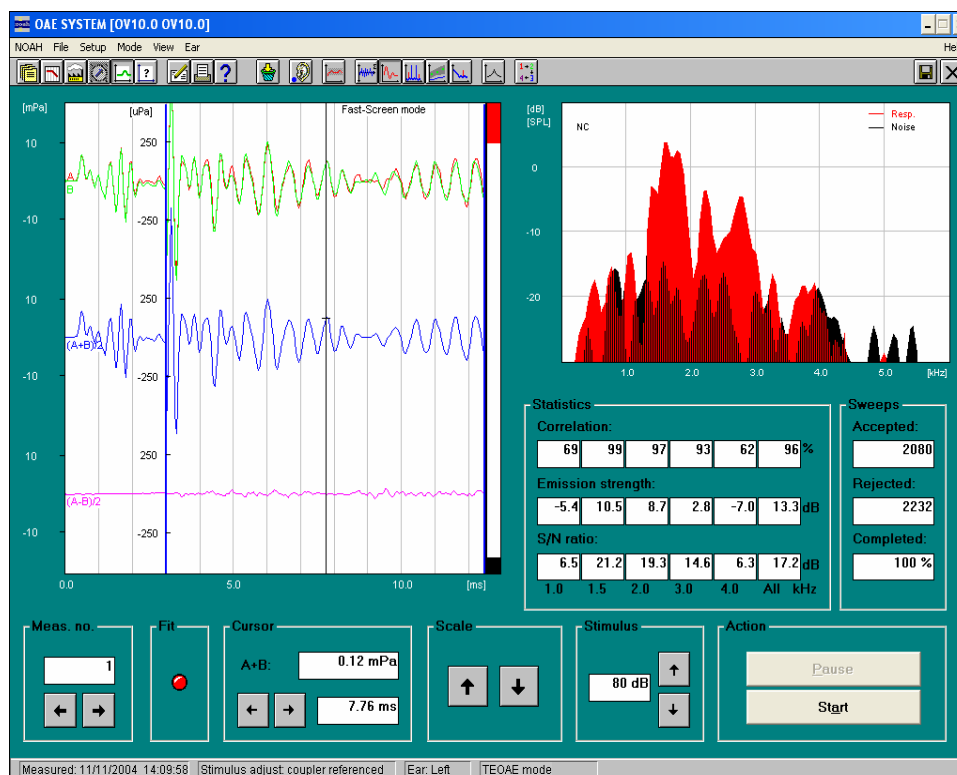 noah OAE SYSTEM [OV10.0 OV10.0]
NOAH File Setup Mode View Ear He
[mPa] [uPa] Fast-Screen mode
10 250
A
B
-10 -250
10 250
(A+B)/2
-10 -250
10
(A-B)/2
-10 -250
0.0 5.0 10.0 [ms]
[dB]
[SPL] NC
Resp.
Noise
0
-10
-20
1.0 2.0 3.0 4.0 5.0 [kHz]
Statistics
Correlation:
69 99 97 93 62 96 %
Emission strength:
-5.4 10.5 8.7 2.8 -7.0 13.3 dB
S/N ratio:
6.5 21.2 19.3 14.6 6.3 17.2 dB
1.0 1.5 2.0 3.0 4.0 All kHz
Sweeps
Accepted:
2080
Rejected:
2232
Completed:
100 %
Meas. no.
1
Fit
Cursor
A+B: 0.12 mPa
7.76 ms
Scale
Stimulus
80 dB
Action
Pause
Start
Measured: 11/11/2004 14:09:58 Stimulus adjust: coupler referenced Ear: Left TEOAE mode